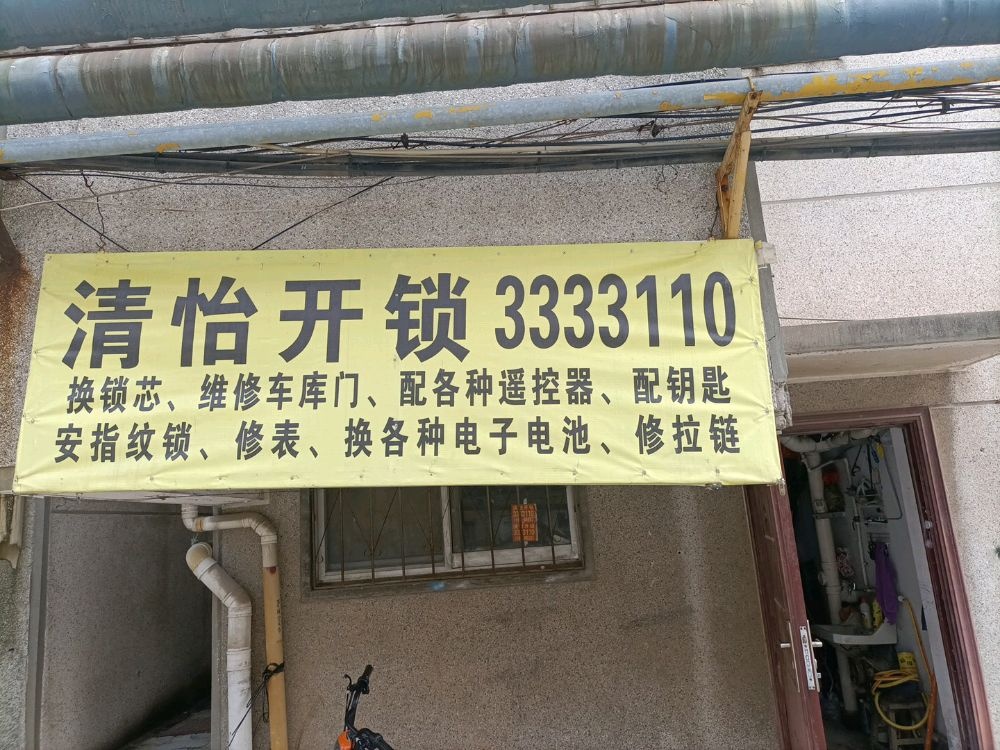 清怡开锁 3333110
换锁芯、维修车库门、配各种遥控器、配钥匙
安指纹锁、修表、换各种电子电池、修拉链
3333110
3333110